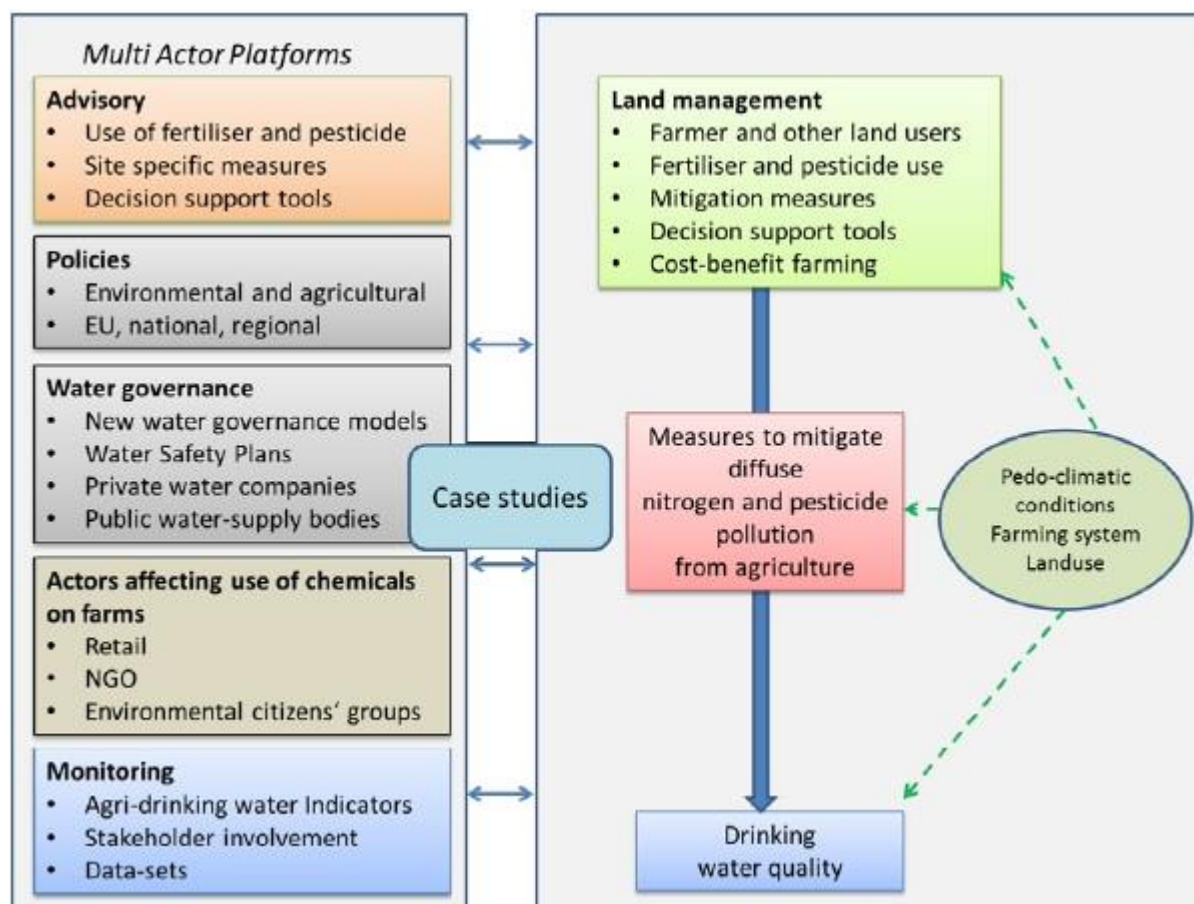 Multi Actor Platforms
Advisory
• Use of fertiliser and pesticide
• Site specific measures
• Decision support tools
Policies
• Environmental and agricultural
• EU, national, regional
Water governance
• New water governance models
• Water Safety Plans
• Private water companies
• Public water-supply bodies
Actors affecting use of chemicals
on farms
• Retail
• NGO
• Environmental citizens‘ groups
Monitoring
• Agri-drinking water Indicators
• Stakeholder involvement
• Data-sets
Case studies
Land management
• Farmer and other land users
• Fertiliser and pesticide use
• Mitigation measures
• Decision support tools
• Cost-benefit farming
Measures to mitigate
diffuse
nitrogen and pesticide
pollution
from agriculture
Pedo-climatic
conditions
Farming system
Landuse
Drinking
water quality